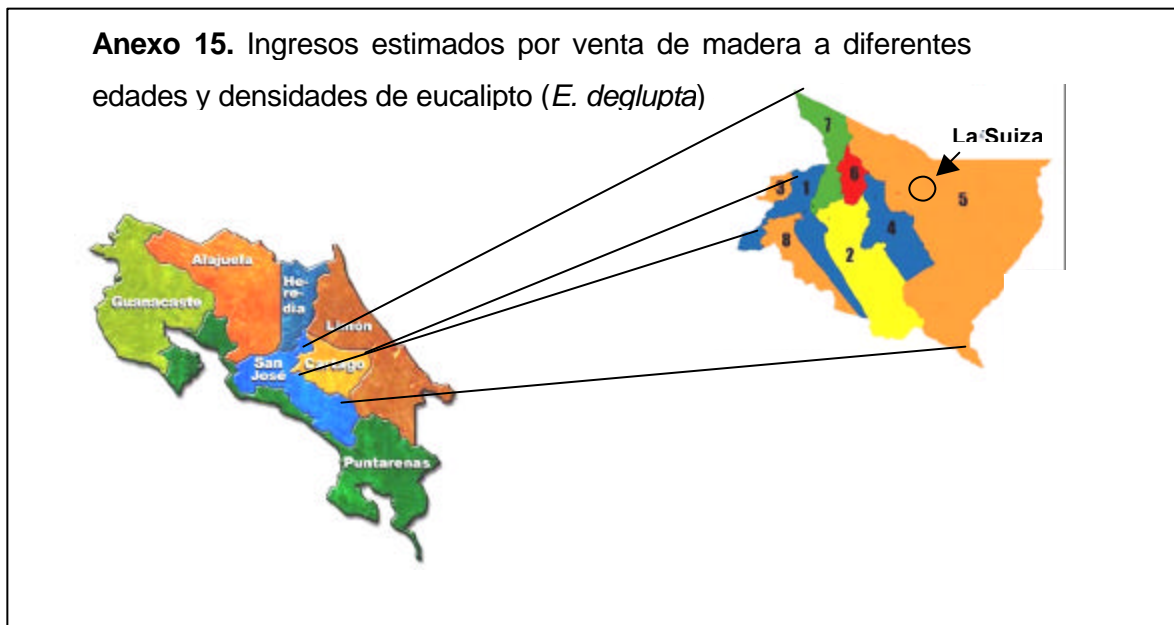 Anexo 15. Ingresos estimados por venta de madera a diferentes
edades y densidades de eucalipto (E. deglupta)
La Suiza
7
6
3
1
5
4
8
2
Alajuela
He-
re-
dia
Guanacaste
Limón
San
José
Cartago
Puntarenas